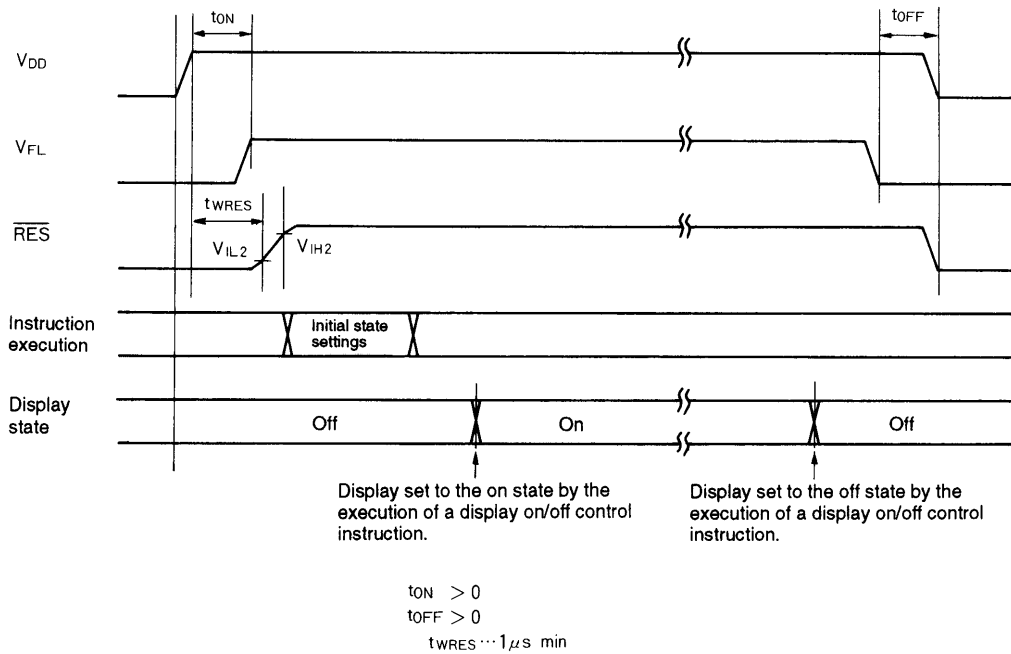 tON
tOFF
VDD
VFL
tWRES
RES
VIL2
VIH2
Instruction
execution
Initial state
settings
Display
state
Off
On
Off
Display set to the on state by the
execution of a display on/off control
instruction.
Display set to the off state by the
execution of a display on/off control
instruction.
tON > 0
tOFF > 0
tWRES ··· 1μs min